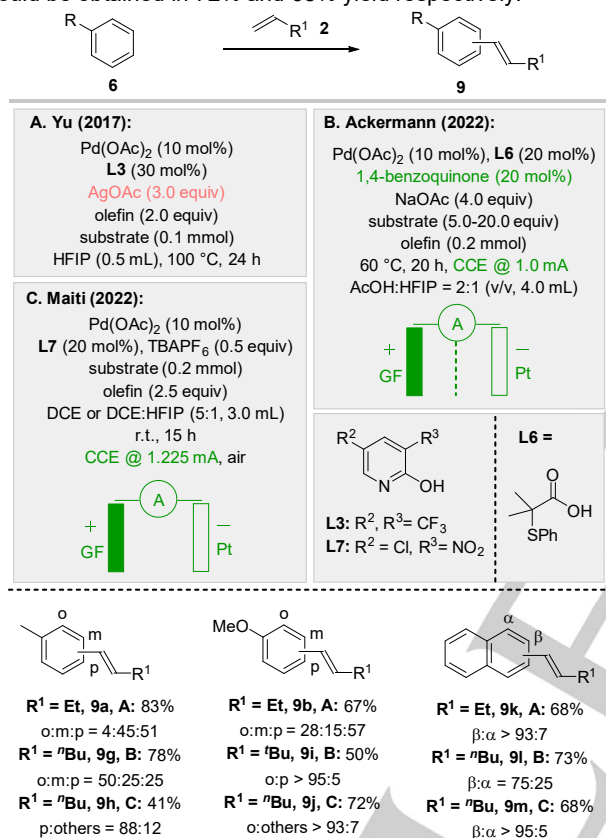 ould be obtained in 72% and 68% yield respectively.
R
6
R¹ 2
R
R¹
9
A. Yu (2017):
Pd(OAc)₂ (10 mol%)
L3 (30 mol%)
AgOAc (3.0 equiv)
olefin (2.0 equiv)
substrate (0.1 mmol)
HFIP (0.5 mL), 100 °C, 24 h
B. Ackermann (2022):
Pd(OAc)₂ (10 mol%), L6 (20 mol%)
1,4-benzoquinone (20 mol%)
NaOAc (4.0 equiv)
substrate (5.0-20.0 equiv)
olefin (0.2 mmol)
60 °C, 20 h, CCE @ 1.0 mA
AcOH:HFIP = 2:1 (v/v, 4.0 mL)
A
+
−
GF
Pt
C. Maiti (2022):
Pd(OAc)₂ (10 mol%)
L7 (20 mol%), TBAPF₆ (0.5 equiv)
substrate (0.2 mmol)
olefin (2.5 equiv)
DCE or DCE:HFIP (5:1, 3.0 mL)
r.t., 15 h
CCE @ 1.225 mA, air
A
+
−
GF
Pt
R² R³
N OH
L3: R², R³= CF₃
L7: R² = Cl, R³= NO₂
L6 =
O
OH
SPh
o
m
p
R¹
R¹ = Et, 9a, A: 83%
o:m:p = 4:45:51
R¹ = ⁿBu, 9g, B: 78%
o:m:p = 50:25:25
R¹ = ⁿBu, 9h, C: 41%
p:others = 88:12
MeO
o
m
p
R¹
R¹ = Et, 9b, A: 67%
o:m:p = 28:15:57
R¹ = ᵗBu, 9i, B: 50%
o:p > 95:5
R¹ = ⁿBu, 9j, C: 72%
o:others > 93:7
α
β
R¹
R¹ = Et, 9k, A: 68%
β:α > 93:7
R¹ = ⁿBu, 9l, B: 73%
β:α = 75:25
R¹ = ⁿBu, 9m, C: 68%
β:α > 95:5